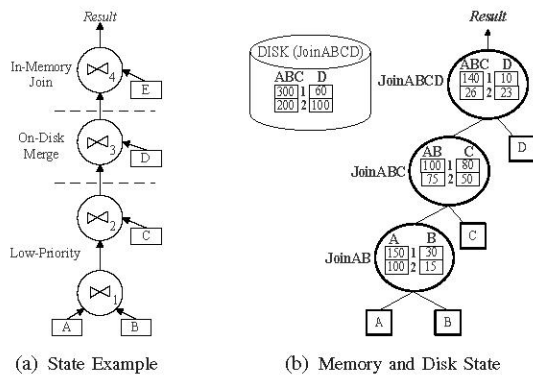 Result
In-Memory
Join
4
E
On-Disk
Merge
3
D
2
C
Low-Priority
1
A
B
(a) State Example
Result
DISK (JoinABCD)
ABC D
300 1 60
200 2 100
JoinABCD
ABC D
140 1 10
26 2 23
D
JoinABC
AB C
100 1 80
75 2 50
C
JoinAB
A B
150 1 30
100 2 15
A
B
(b) Memory and Disk State